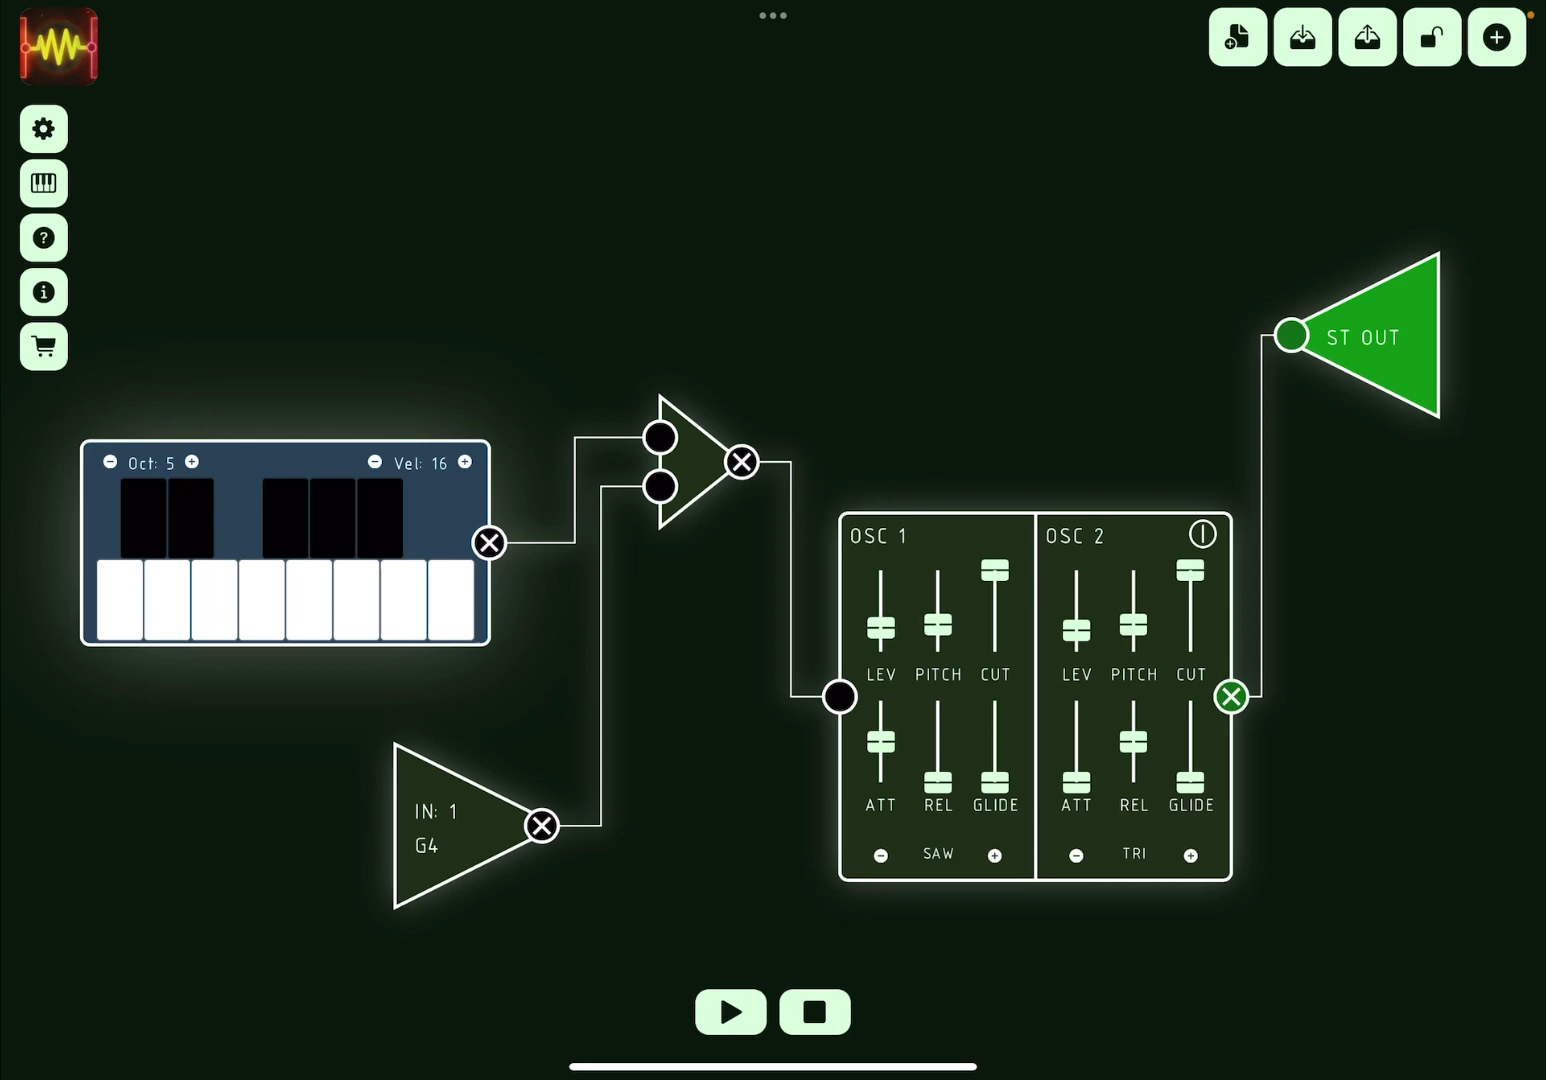 ST OUT
Oct: 5
Vel: 16
OSC 1
OSC 2
LEV PITCH CUT
LEV PITCH CUT
ATT REL GLIDE
ATT REL GLIDE
SAW
TRI
IN: 1
G4